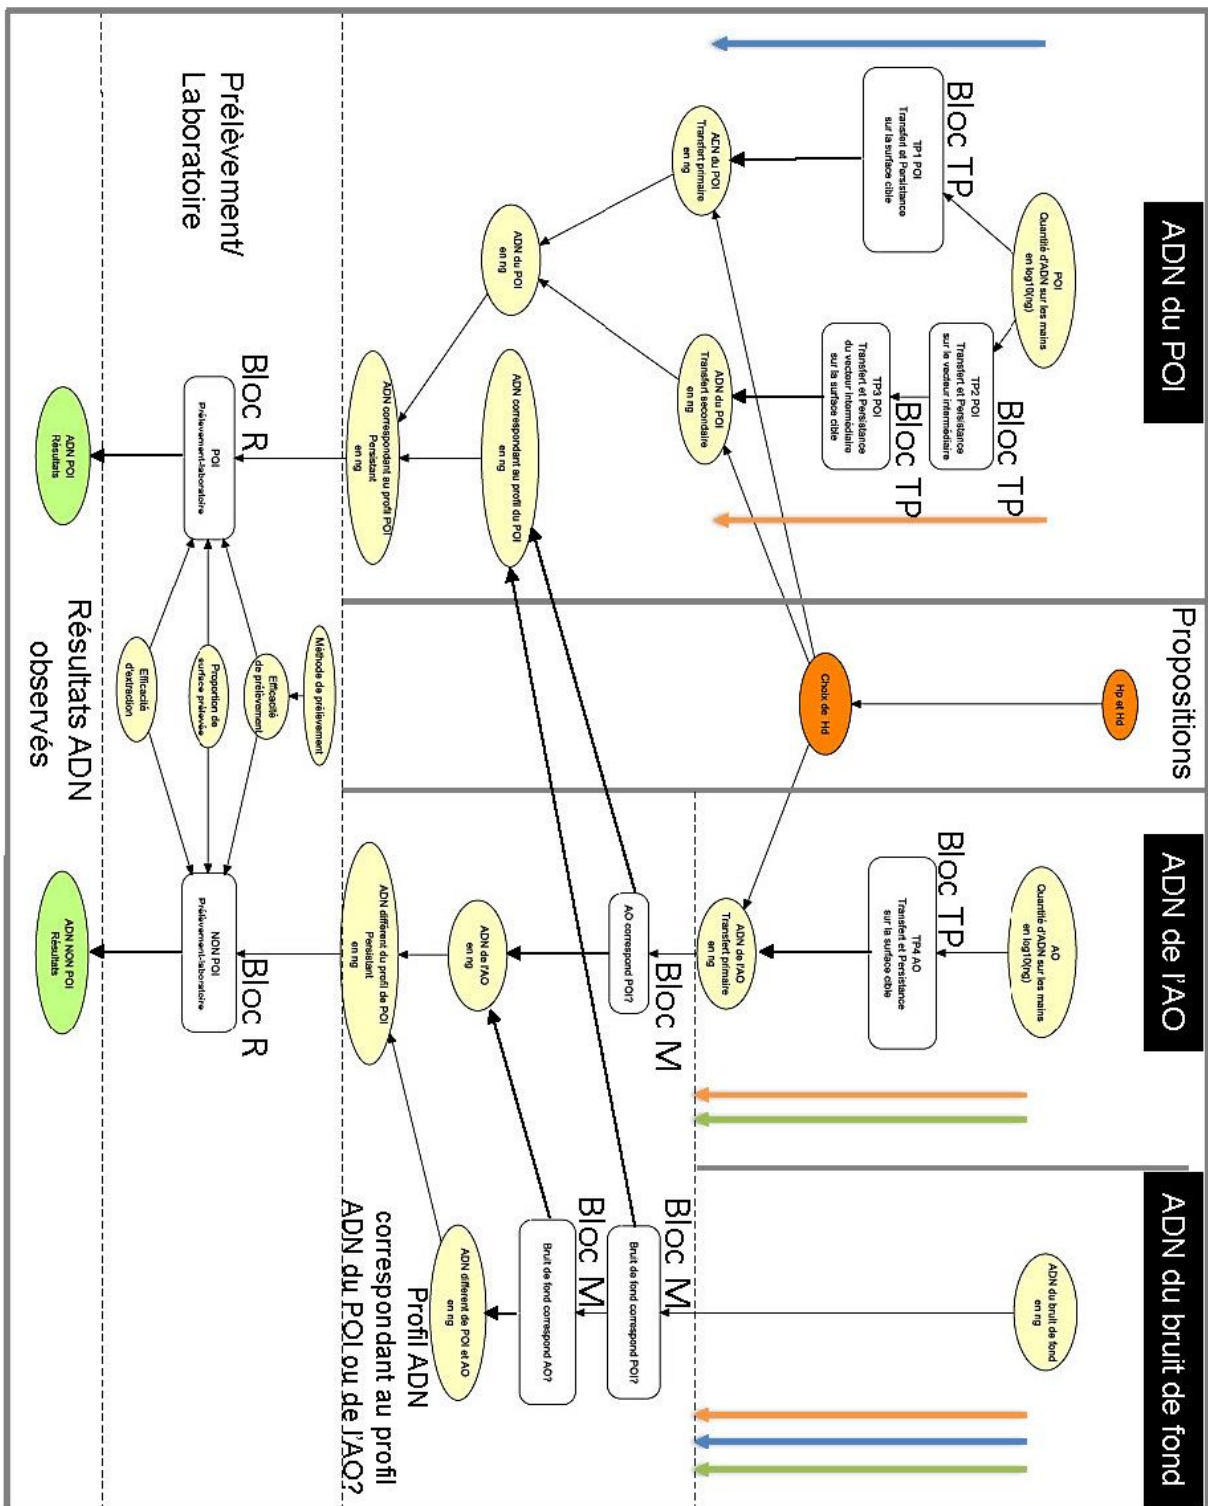 ADN du POI
Propositions
ADN de l'AO
ADN du bruit de fond
POI
Quantité d'ADN sur les mains
en log10(ng)
Hp et Hd
AO
Quantité d'ADN sur les mains
en log10(ng)
ADN du bruit de fond
en ng
Bloc TP
TP1 POI
Transfert et Persistance
sur la surface cible
Bloc TP
TP2 POI
Transfert et Persistance
sur le vecteur intermédiaire
Bloc TP
TP3 POI
Transfert et Persistance
du vecteur intermédiaire
sur la surface cible
Bloc TP
TP4 AO
Transfert et Persistance
sur la surface cible
Choix de Hd
ADN du POI
Transfert primaire
en ng
ADN du POI
Transfert secondaire
en ng
ADN de l'AO
Transfert primaire
en ng
Bloc M
AO correspond POI?
Bloc M
Bruit de fond correspond POI?
Bloc M
Bruit de fond correspond AO?
ADN du POI
en ng
ADN correspondant au profil du POI
en ng
ADN de l'AO
en ng
ADN différent de POI et AO
en ng
Profil ADN
correspondant au profil
ADN du POI ou de l'AO?
ADN correspondant au profil POI
Persistant
en ng
ADN différent du profil de POI
Persistant
en ng
Prélèvement/
Laboratoire
Bloc R
POI
Prélèvement-laboratoire
Méthode de prélèvement
Efficacité
de prélèvement
Proportion de
surface prélevée
Efficacité
d'extraction
Bloc R
NON POI
Prélèvement-laboratoire
Résultats ADN
observés
ADN POI
Résultats
ADN NON POI
Résultats